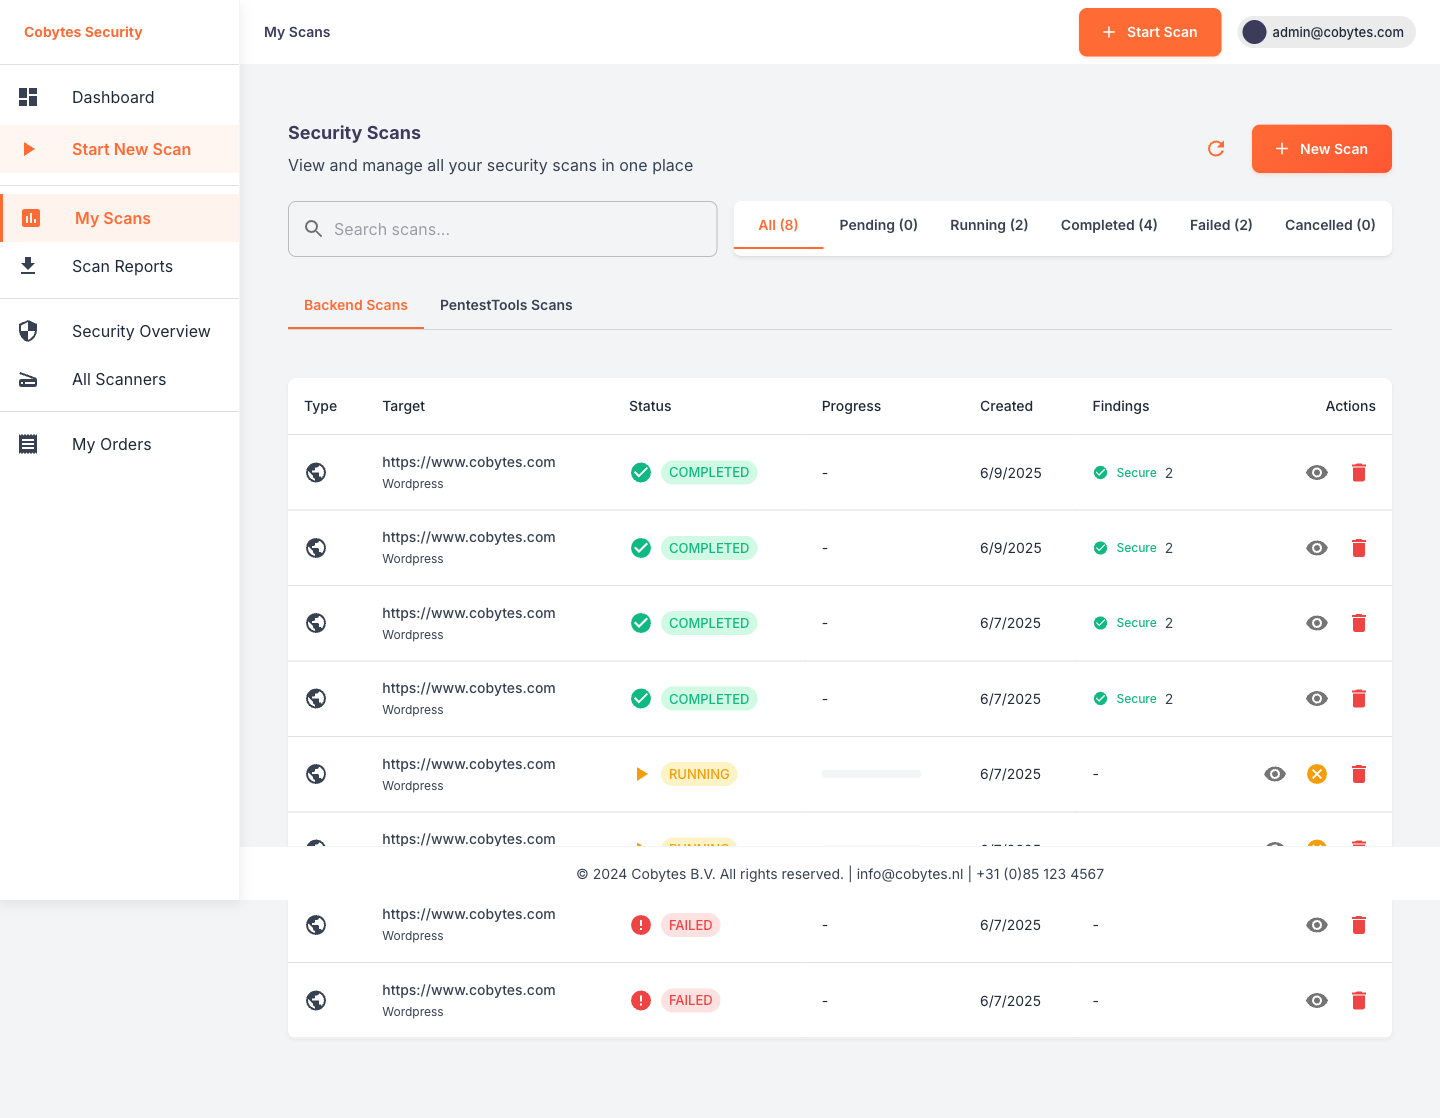 Cobytes Security
My Scans
Start Scan
admin@cobytes.com
Dashboard
Start New Scan
My Scans
Scan Reports
Security Overview
All Scanners
My Orders
Security Scans
View and manage all your security scans in one place
New Scan
Search scans...
All (8) Pending (0) Running (2) Completed (4) Failed (2) Cancelled (0)
Backend Scans PentestTools Scans
Type Target Status Progress Created Findings Actions
https://www.cobytes.com
Wordpress
COMPLETED - 6/9/2025 Secure 2
https://www.cobytes.com
Wordpress
COMPLETED - 6/9/2025 Secure 2
https://www.cobytes.com
Wordpress
COMPLETED - 6/7/2025 Secure 2
https://www.cobytes.com
Wordpress
COMPLETED - 6/7/2025 Secure 2
https://www.cobytes.com
Wordpress
RUNNING 6/7/2025 -
https://www.cobytes.com
RUNNING 6/7/2025
© 2024 Cobytes B.V. All rights reserved. | info@cobytes.nl | +31 (0)85 123 4567
https://www.cobytes.com
Wordpress
FAILED - 6/7/2025 -
https://www.cobytes.com
Wordpress
FAILED - 6/7/2025 -